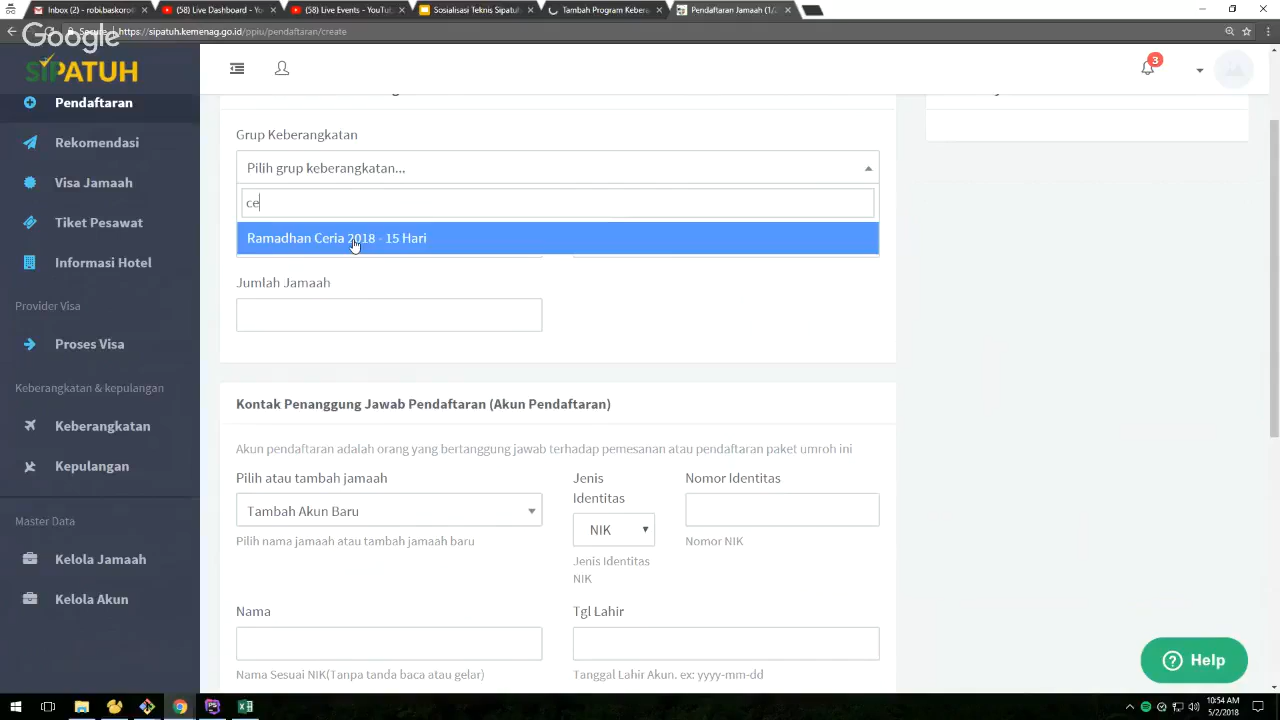 Inbox (2) - robi.baskoro
(58) Live Dashboard - Yo
(58) Live Events - YouTu
Sosialisasi Teknis Sipatuh
Tambah Program Kebere
Pendaftaran Jamaah (1/2
Google
Secure
https://sipatuh.kemenag.go.id/ppiu/pendaftaran/create
SIPATUH
3
Pendaftaran
Rekomendasi
Visa Jamaah
Tiket Pesawat
Informasi Hotel
Provider Visa
Proses Visa
Keberangkatan & kepulangan
Keberangkatan
Kepulangan
Master Data
Kelola Jamaah
Kelola Akun
Grup Keberangkatan
Pilih grup keberangkatan...
ce
Ramadhan Ceria 2018 - 15 Hari
Jumlah Jamaah
Kontak Penanggung Jawab Pendaftaran (Akun Pendaftaran)
Akun pendaftaran adalah orang yang bertanggung jawab terhadap pemesanan atau pendaftaran paket umroh ini
Pilih atau tambah jamaah
Tambah Akun Baru
Pilih nama jamaah atau tambah jamaah baru
Jenis
Identitas
NIK
Jenis Identitas
NIK
Nomor Identitas
Nomor NIK
Nama
Nama Sesuai NIK(Tanpa tanda baca atau gelar)
Tgl Lahir
Tanggal Lahir Akun. ex: yyyy-mm-dd
Help
10:54 AM
5/2/2018